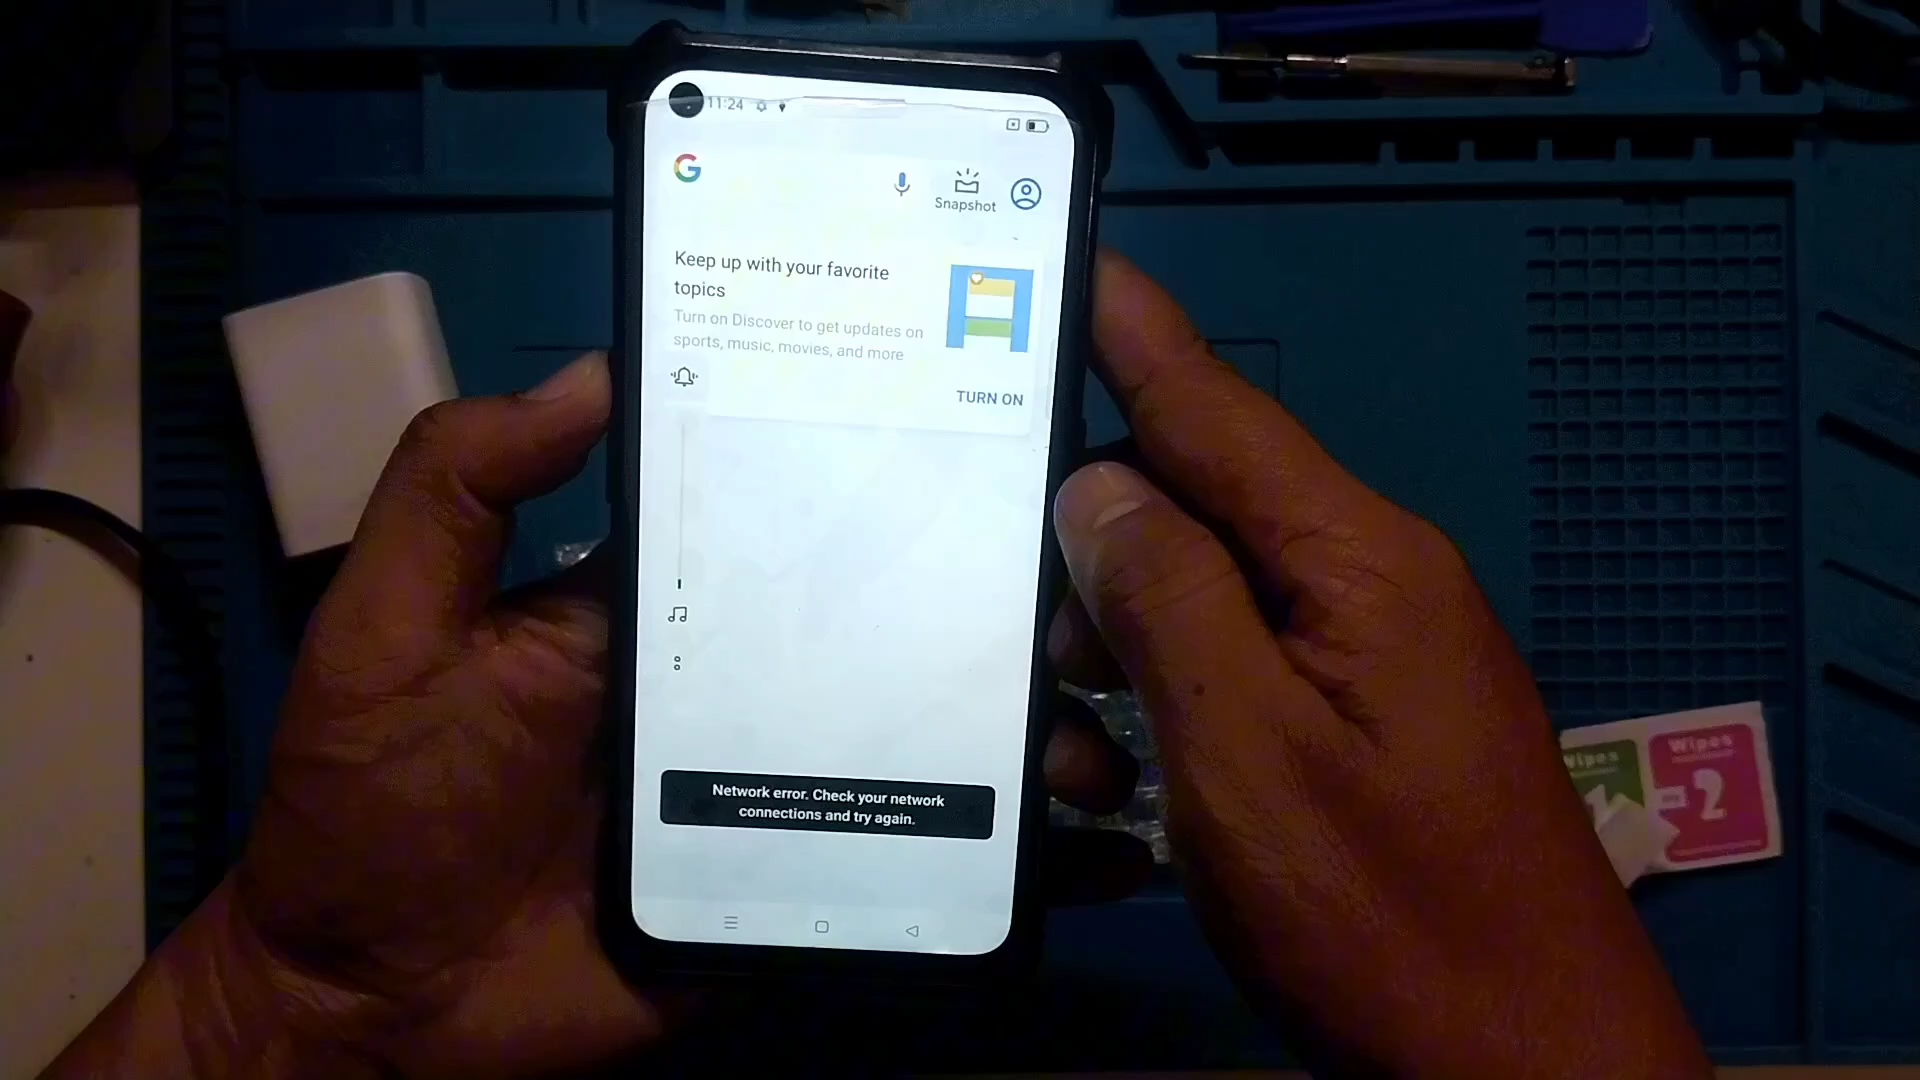 11:24
G
Snapshot
Keep up with your favorite
topics
Turn on Discover to get updates on
sports, music, movies, and more
TURN ON
Network error. Check your network
connections and try again.
Wipes
1
Wipes
2